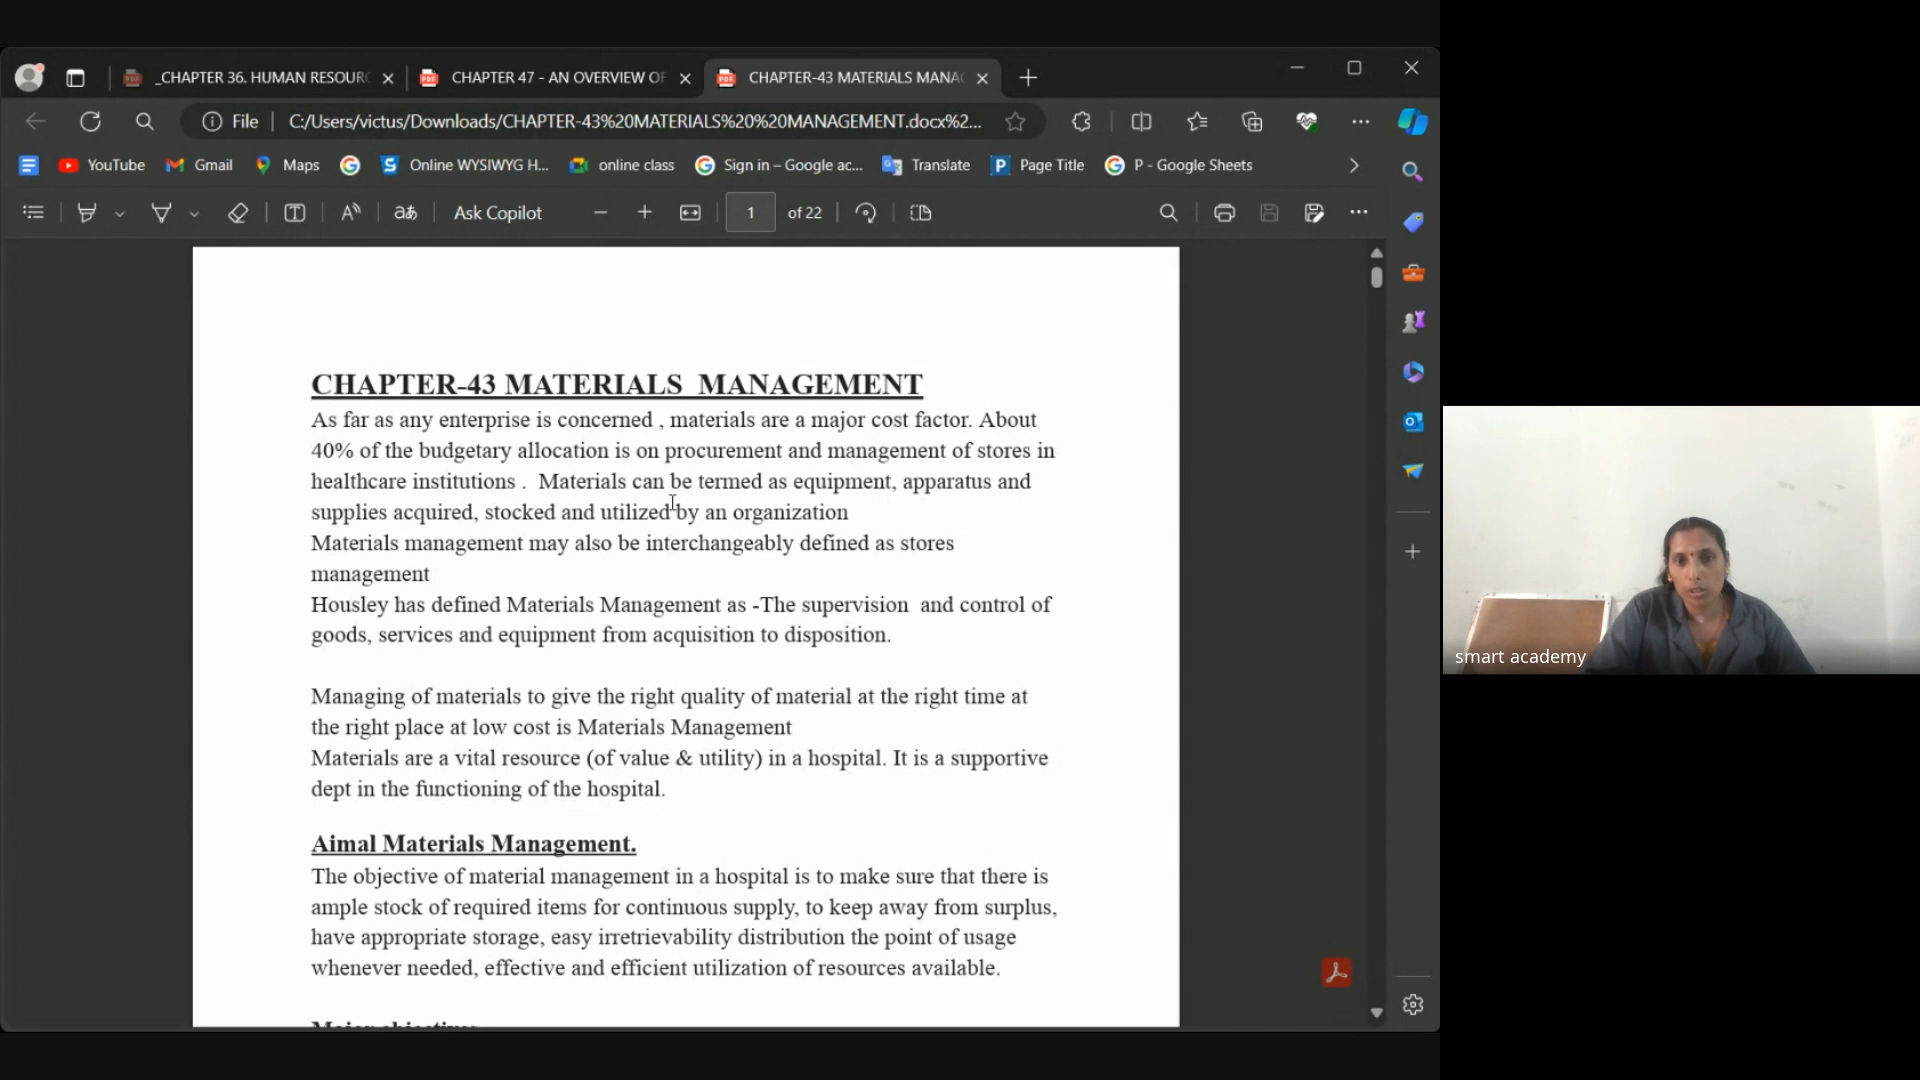 _CHAPTER 36. HUMAN RESOUR
CHAPTER 47 - AN OVERVIEW OF
CHAPTER-43 MATERIALS MANA
File
C:/Users/victus/Downloads/CHAPTER-43%20MATERIALS%20%20MANAGEMENT.docx%2...
YouTube
Gmail
Maps
Online WYSIWYG H...
online class
Sign in – Google ac...
Translate
Page Title
P - Google Sheets
Ask Copilot
1
of 22
CHAPTER-43 MATERIALS  MANAGEMENT
As far as any enterprise is concerned , materials are a major cost factor. About
40% of the budgetary allocation is on procurement and management of stores in
healthcare institutions .  Materials can be termed as equipment, apparatus and
supplies acquired, stocked and utilized by an organization
Materials management may also be interchangeably defined as stores
management
Housley has defined Materials Management as -The supervision  and control of
goods, services and equipment from acquisition to disposition.
Managing of materials to give the right quality of material at the right time at
the right place at low cost is Materials Management
Materials are a vital resource (of value & utility) in a hospital. It is a supportive
dept in the functioning of the hospital.
Aimal Materials Management.
The objective of material management in a hospital is to make sure that there is
ample stock of required items for continuous supply, to keep away from surplus,
have appropriate storage, easy irretrievability distribution the point of usage
whenever needed, effective and efficient utilization of resources available.
smart academy